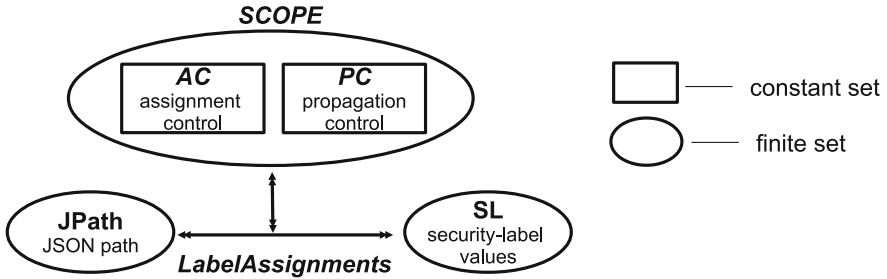 SCOPE
AC
assignment
control
PC
propagation
control
constant set
finite set
JPath
JSON path
SL
security-label
values
LabelAssignments